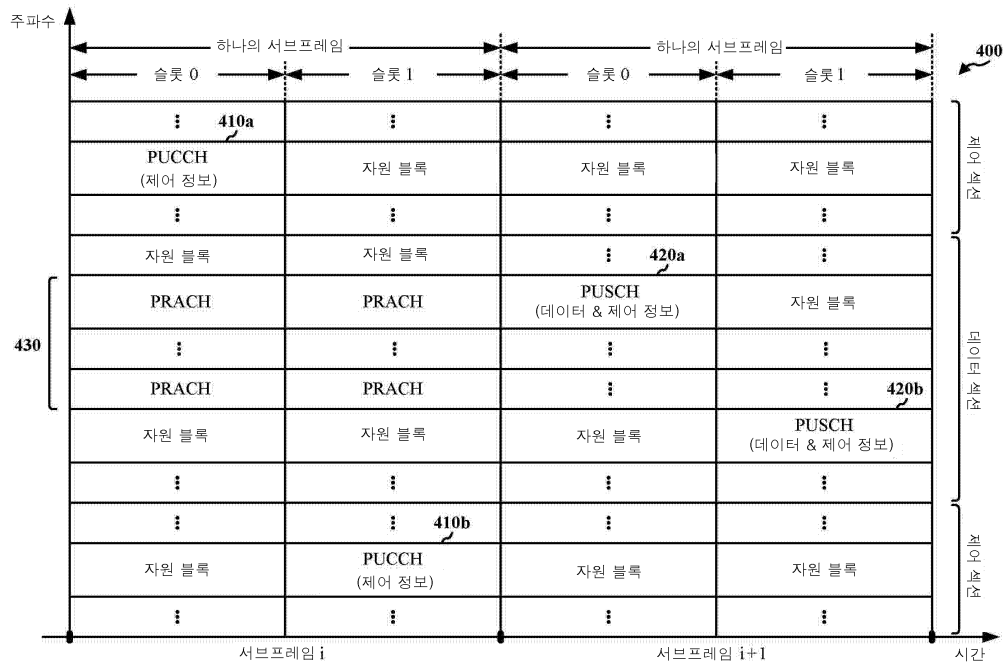 주파수
하나의 서브프레임
하나의 서브프레임
400
슬롯 0
슬롯 1
슬롯 0
슬롯 1
410a
PUCCH
(제어 정보)
자원 블록
자원 블록
자원 블록
제어 섹션
자원 블록
자원 블록
420a
PRACH
PRACH
PUSCH
(데이터 & 제어 정보)
자원 블록
430
데이터 섹션
PRACH
PRACH
420b
자원 블록
자원 블록
자원 블록
PUSCH
(데이터 & 제어 정보)
410b
자원 블록
PUCCH
(제어 정보)
자원 블록
자원 블록
제어 섹션
서브프레임 i
서브프레임 i+1
시간